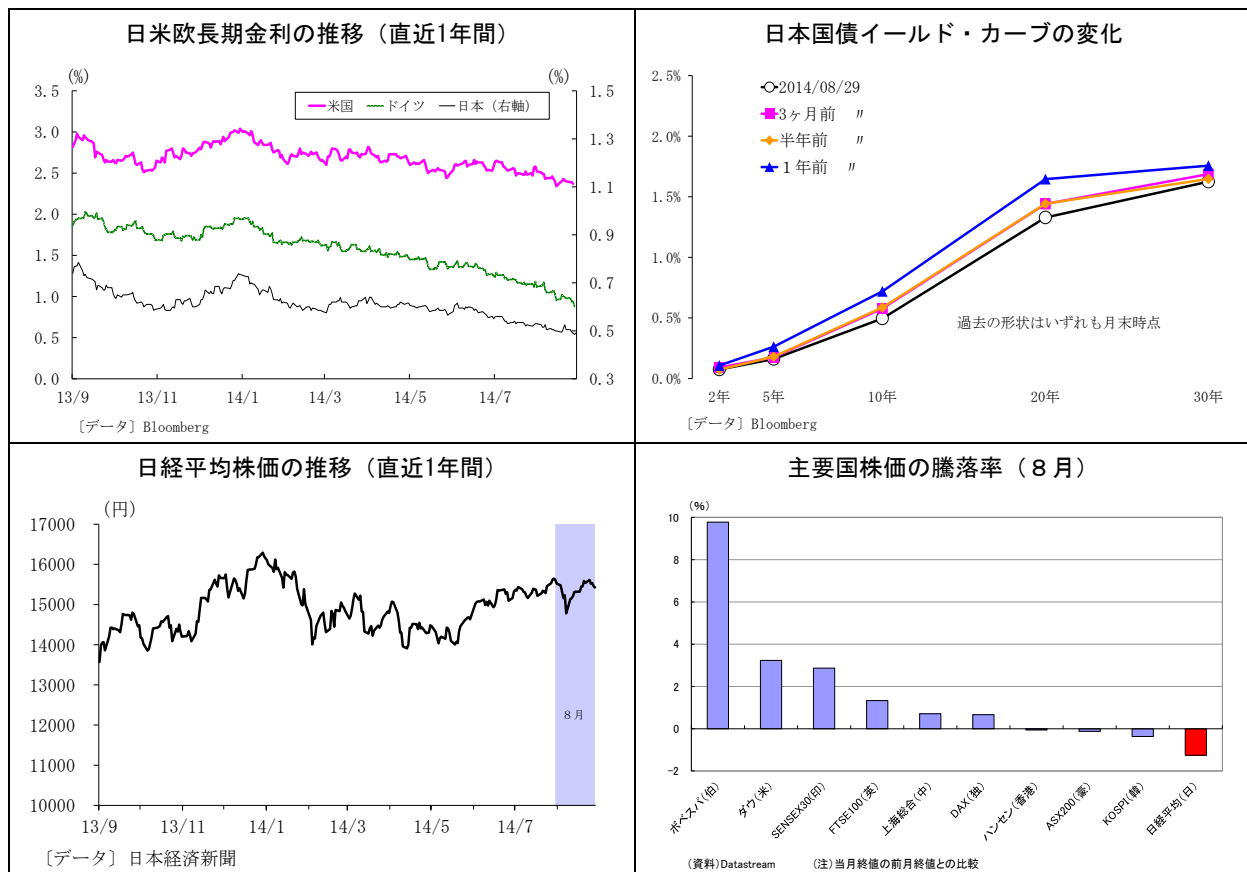 日米欧長期金利の推移（直近1年間）
(%)
(%)
米国 ドイツ 日本（右軸）
3.5
3.0
2.5
2.0
1.5
1.0
0.5
0.0
1.5
1.3
1.1
0.9
0.7
0.5
0.3
13/9 13/11 14/1 14/3 14/5 14/7
〔データ〕Bloomberg
日本国債イールド・カーブの変化
2.5%
2.0%
1.5%
1.0%
0.5%
0.0%
2014/08/29
3ヶ月前 〃
半年前 〃
１年前 〃
過去の形状はいずれも月末時点
2年 5年 10年 20年 30年
〔データ〕Bloomberg
日経平均株価の推移（直近1年間）
（円）
17000
16000
15000
14000
13000
12000
11000
10000
８月
13/9 13/11 14/1 14/3 14/5 14/7
〔データ〕日本経済新聞
主要国株価の騰落率（８月）
（%）
10
8
6
4
2
0
-2
ボベスパ（伯） ダウ（米） SENSEX30（印） FTSE100（英） 上海総合（中） DAX（独） ハンセン（香港） ASX200（豪） KOSPI（韓） 日経平均（日）
（資料）Datastream （注）当月終値の前月終値との比較